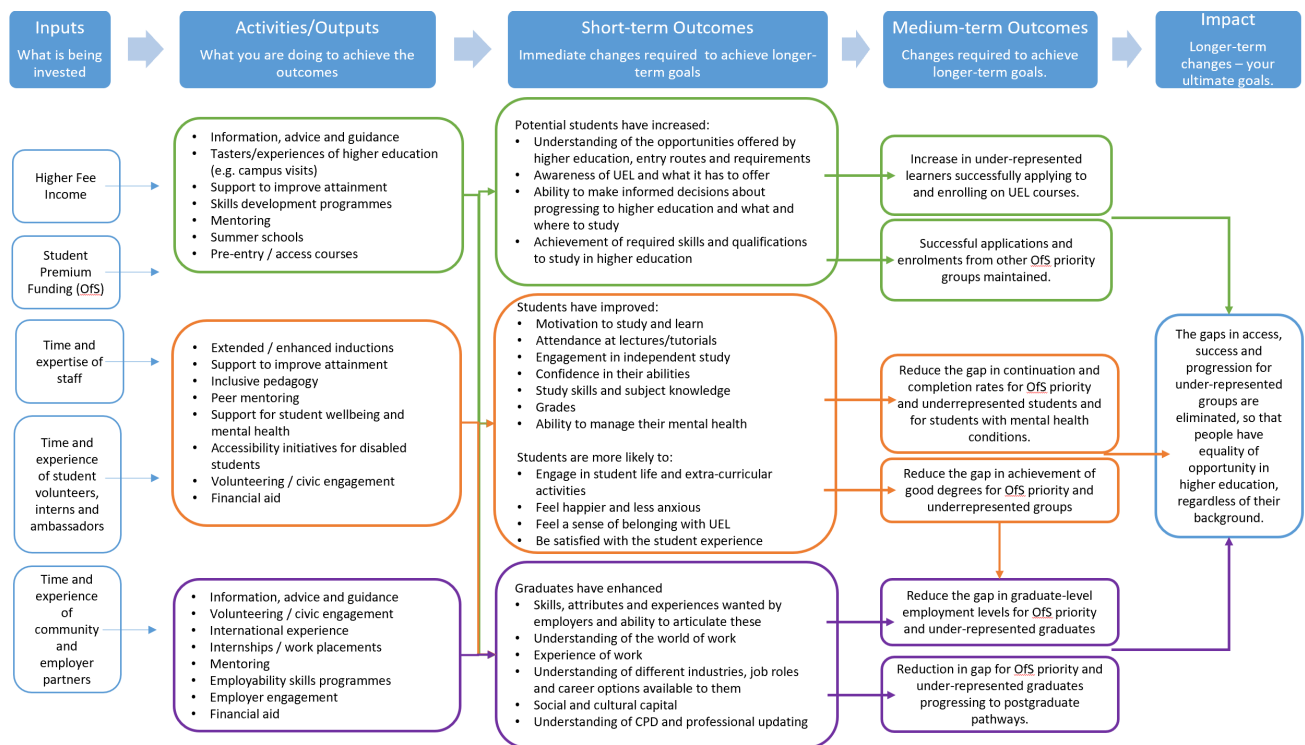 Inputs
What is being
invested
Activities/Outputs
What you are doing to achieve the
outcomes
Short-term Outcomes
Immediate changes required  to achieve longer-
term goals
Medium-term Outcomes
Changes required to achieve
longer-term goals.
Impact
Longer-term
changes – your
ultimate goals.
Higher Fee
Income
Student
Premium
Funding (OfS)
Time and
expertise of
staff
Time and
experience
of student
volunteers,
interns and
ambassadors
Time and
experience
of
community
and
employer
partners
• Information, advice and guidance
• Tasters/experiences of higher education
(e.g. campus visits)
• Support to improve attainment
• Skills development programmes
• Mentoring
• Summer schools
• Pre-entry / access courses
• Extended / enhanced inductions
• Support to improve attainment
• Inclusive pedagogy
• Peer mentoring
• Support for student wellbeing and
mental health
• Accessibility initiatives for disabled
students
• Volunteering / civic engagement
• Financial aid
• Information, advice and guidance
• Volunteering / civic engagement
• International experience
• Internships / work placements
• Mentoring
• Employability skills programmes
• Employer engagement
• Financial aid
Potential students have increased:
• Understanding of the opportunities offered by
higher education, entry routes and requirements
• Awareness of UEL and what it has to offer
• Ability to make informed decisions about
progressing to higher education and what and
where to study
• Achievement of required skills and qualifications
to study in higher education
Students have improved:
• Motivation to study and learn
• Attendance at lectures/tutorials
• Engagement in independent study
• Confidence in their abilities
• Study skills and subject knowledge
• Grades
• Ability to manage their mental health
Students are more likely to:
• Engage in student life and extra-curricular
activities
• Feel happier and less anxious
• Feel a sense of belonging with UEL
• Be satisfied with the student experience
Graduates have enhanced
• Skills, attributes and experiences wanted by
employers and ability to articulate these
• Understanding of the world of work
• Experience of work
• Understanding of different industries, job roles
and career options available to them
• Social and cultural capital
• Understanding of CPD and professional updating
Increase in under-represented
learners successfully applying to
and enrolling on UEL courses.
Successful applications and
enrolments from other OfS priority
groups maintained.
Reduce the gap in continuation and
completion rates for OfS priority
and underrepresented students and
for students with mental health
conditions.
Reduce the gap in achievement of
good degrees for OfS priority and
underrepresented groups
Reduce the gap in graduate-level
employment levels for OfS priority
and under-represented graduates
Reduction in gap for OfS priority and
under-represented graduates
progressing to postgraduate
pathways.
The gaps in access,
success and
progression for
under-represented
groups are
eliminated, so that
people have
equality of
opportunity in
higher education,
regardless of their
background.